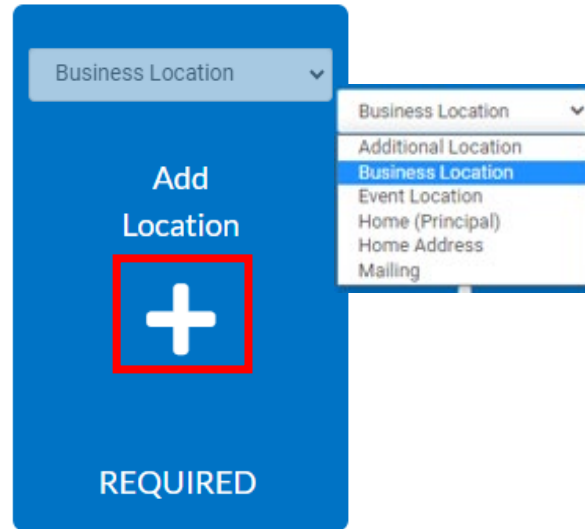 Business Location
Add
Location
REQUIRED
Business Location
Additional Location
Business Location
Event Location
Home (Principal)
Home Address
Mailing